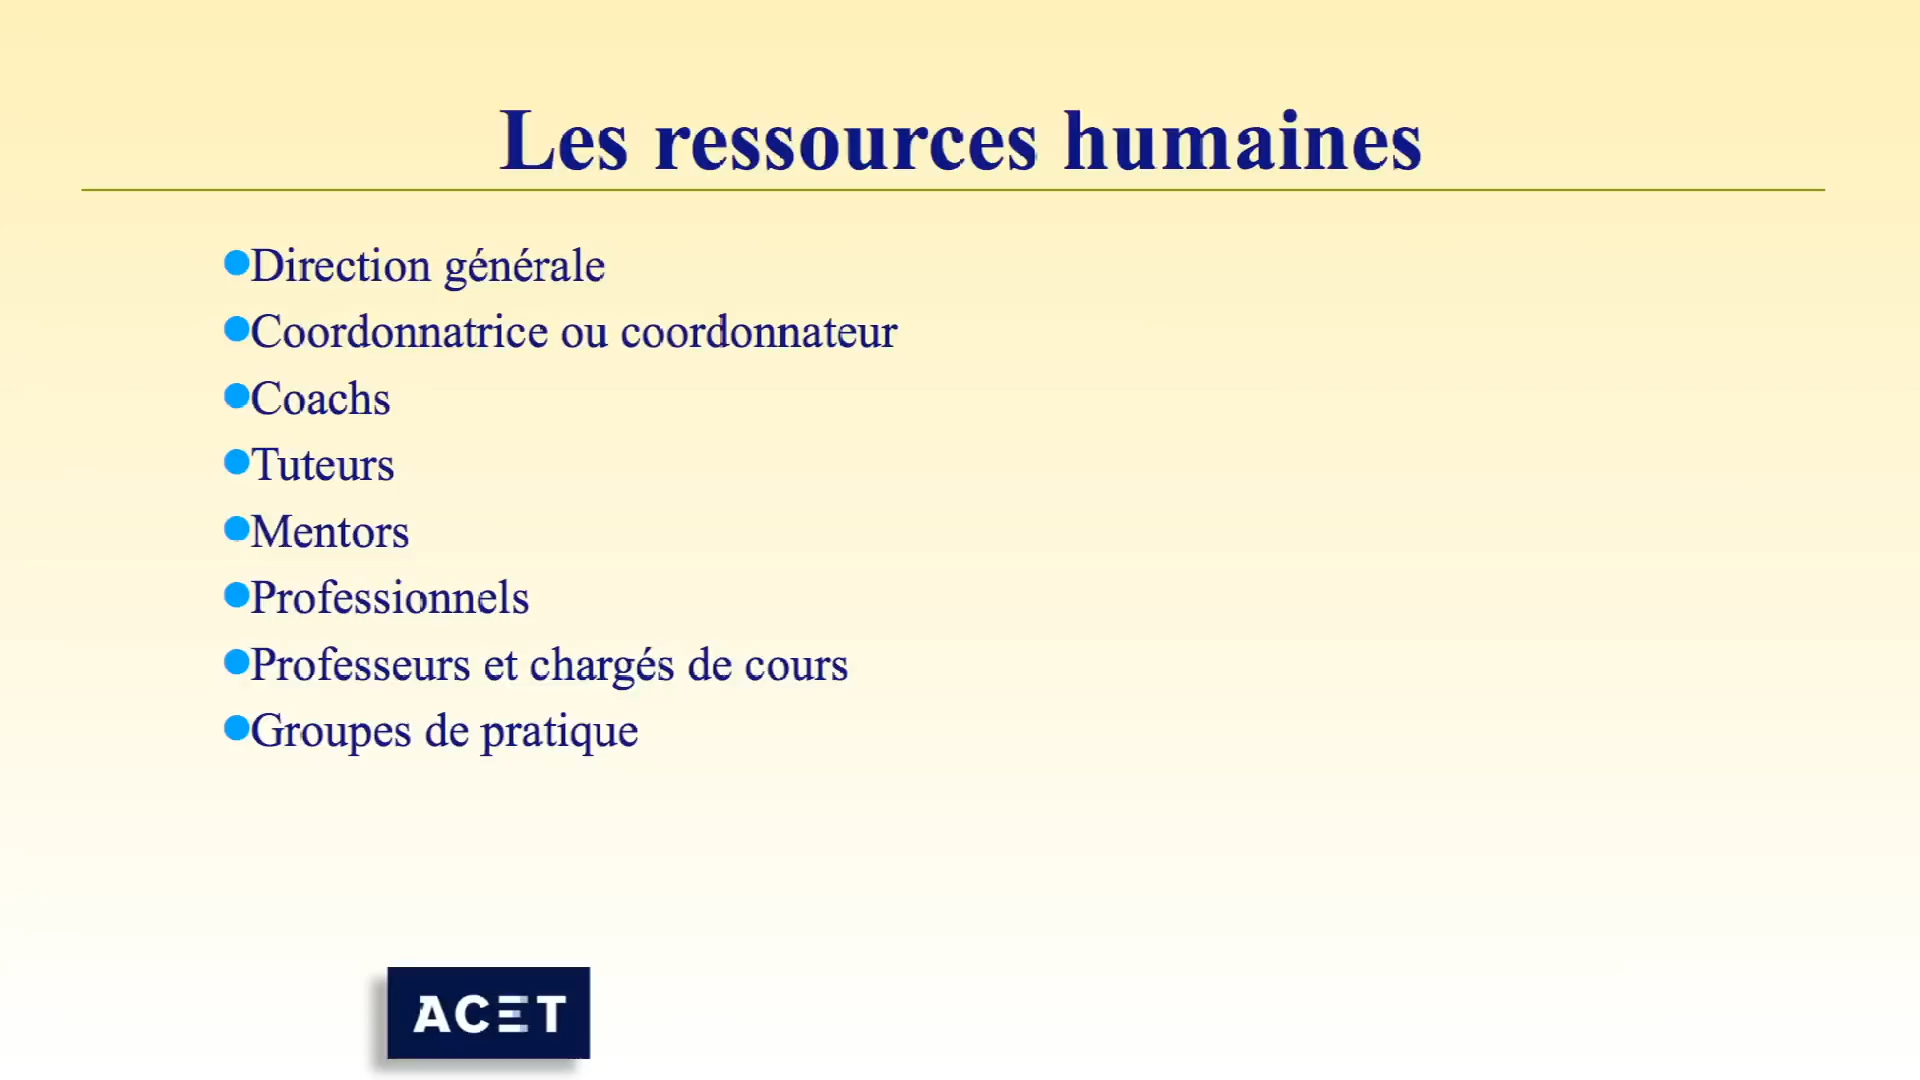 Les ressources humaines
Direction générale
Coordonnatrice ou coordonnateur
Coachs
Tuteurs
Mentors
Professionnels
Professeurs et chargés de cours
Groupes de pratique
ACET